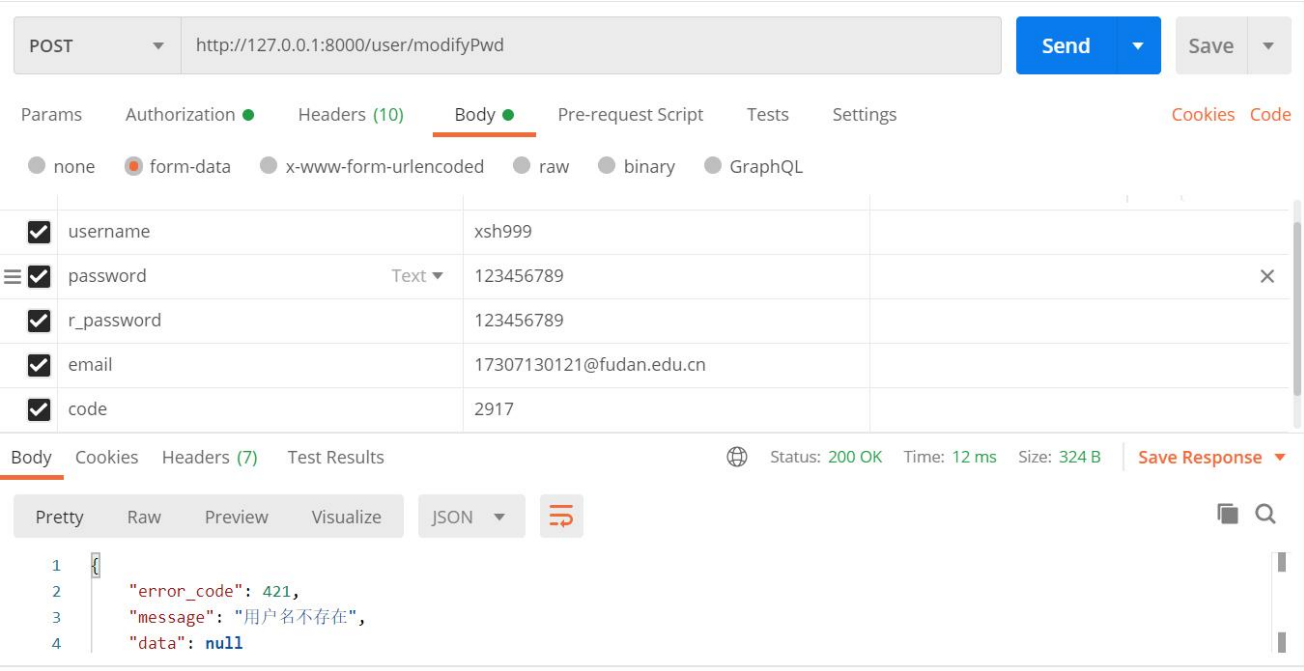 POST http://127.0.0.1:8000/user/modifyPwd Send Save
Params Authorization Headers (10) Body Pre-request Script Tests Settings Cookies Code
none form-data x-www-form-urlencoded raw binary GraphQL
username xsh999
password Text 123456789
r_password 123456789
email 17307130121@fudan.edu.cn
code 2917
Body Cookies Headers (7) Test Results Status: 200 OK Time: 12 ms Size: 324 B Save Response
Pretty Raw Preview Visualize JSON
1 {
2 "error_code": 421,
3 "message": "用户名不存在",
4 "data": null